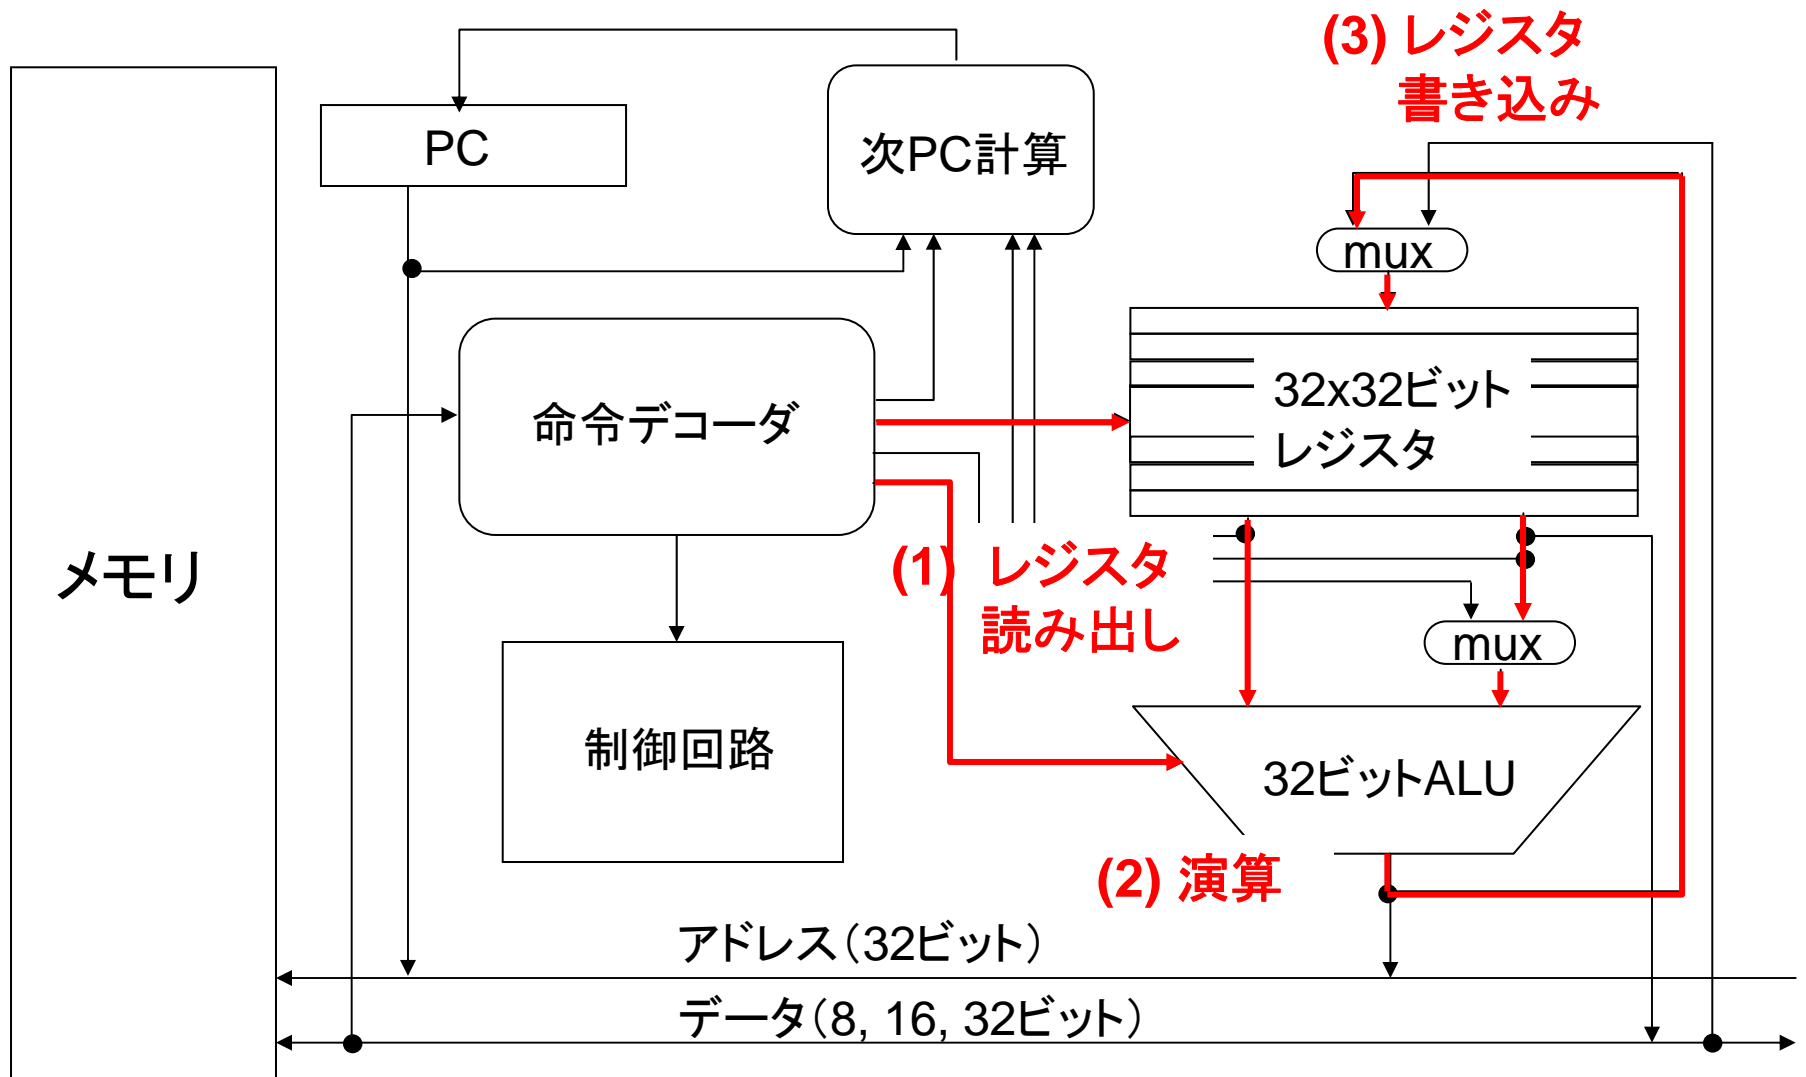 (3) レジスタ
書き込み
PC
次PC計算
mux
命令デコーダ
32x32ビット
レジスタ
メモリ
(1) レジスタ
読み出し
mux
制御回路
32ビットALU
(2) 演算
アドレス(32ビット)
データ(8, 16, 32ビット)